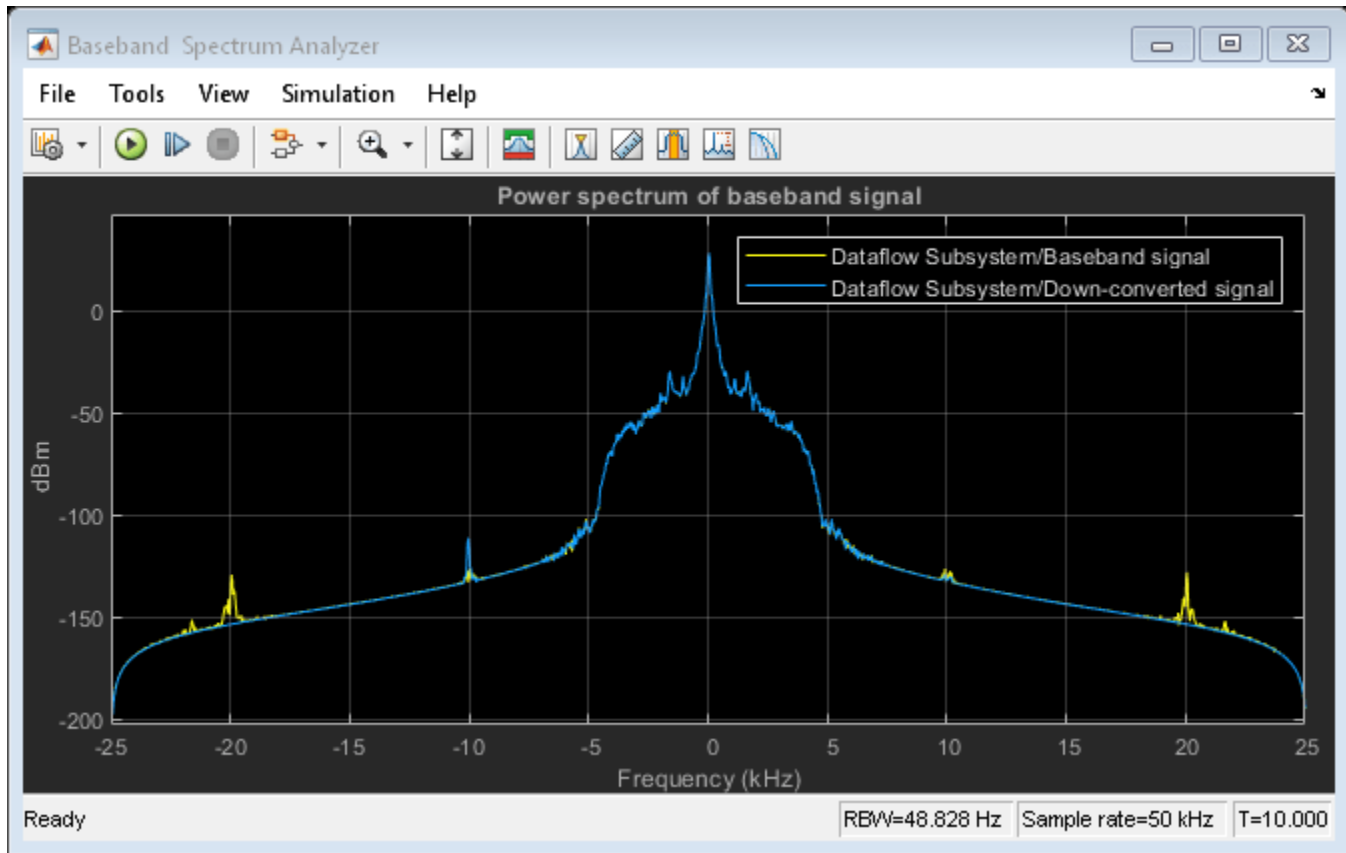 Baseband  Spectrum Analyzer
File Tools View Simulation Help
Power spectrum of baseband signal
Dataflow Subsystem/Baseband signal
Dataflow Subsystem/Down-converted signal
0
-50
-100
-150
-200
dBm
-25 -20 -15 -10 -5 0 5 10 15 20 25
Frequency (kHz)
Ready RBW=48.828 Hz Sample rate=50 kHz T=10.000